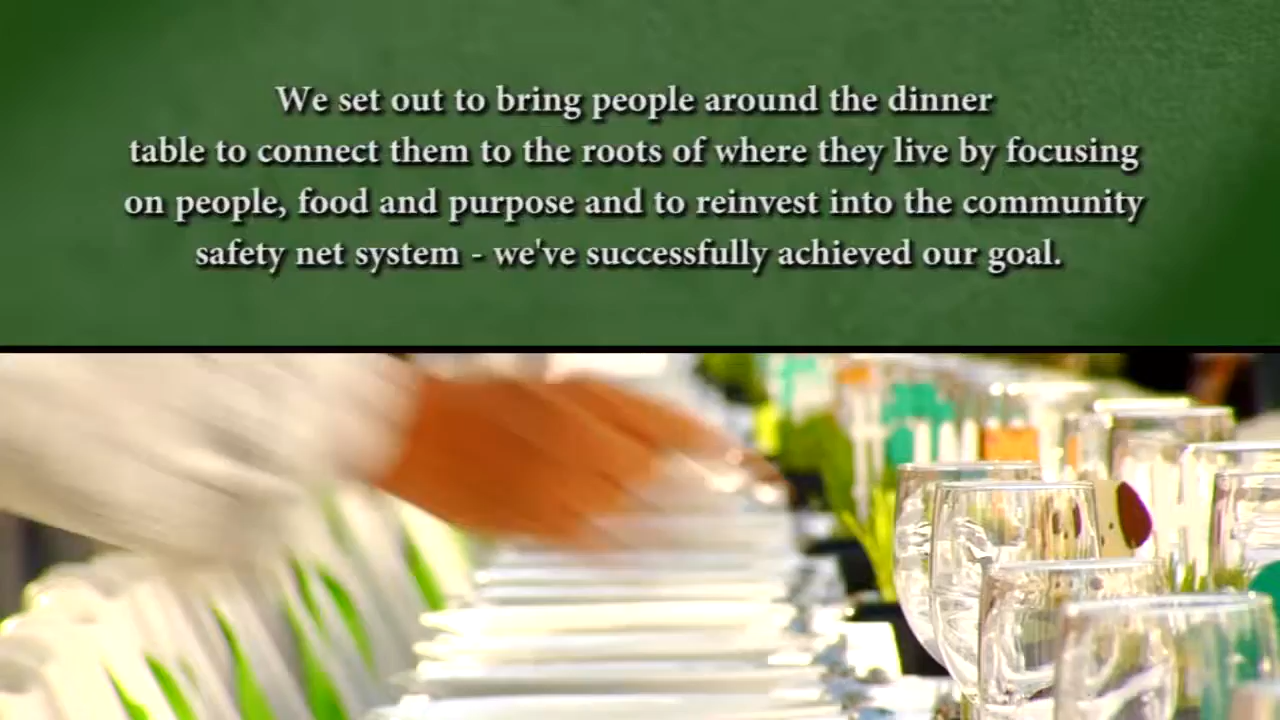 We set out to bring people around the dinner
table to connect them to the roots of where they live by focusing
on people, food and purpose and to reinvest into the community
safety net system - we've successfully achieved our goal.